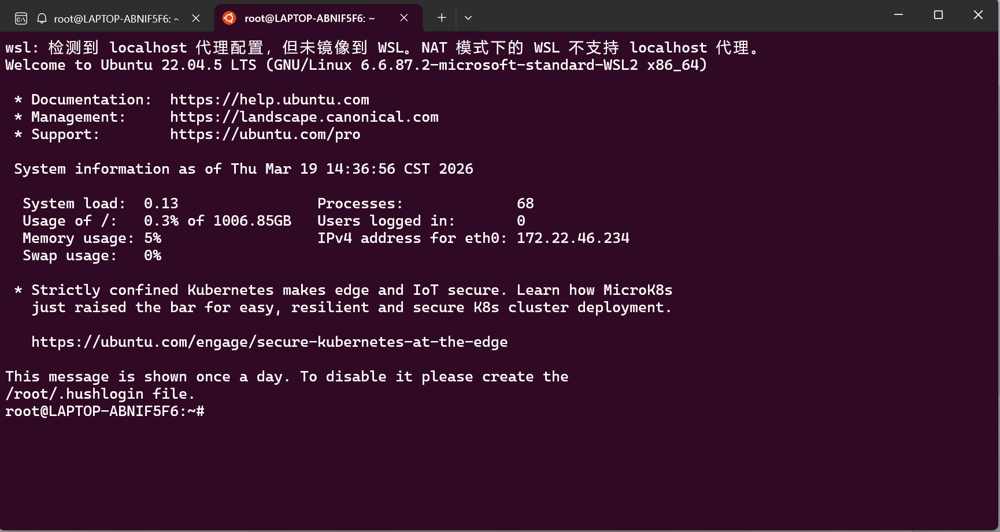 root@LAPTOP-ABNIF5F6: ~
root@LAPTOP-ABNIF5F6: ~
wsl: 检测到 localhost 代理配置，但未镜像到 WSL。NAT 模式下的 WSL 不支持 localhost 代理。
Welcome to Ubuntu 22.04.5 LTS (GNU/Linux 6.6.87.2-microsoft-standard-WSL2 x86_64)
* Documentation:  https://help.ubuntu.com
* Management:     https://landscape.canonical.com
* Support:        https://ubuntu.com/pro
System information as of Thu Mar 19 14:36:56 CST 2026
System load:  0.13                Processes:             68
Usage of /:   0.3% of 1006.85GB   Users logged in:       0
Memory usage: 5%                  IPv4 address for eth0: 172.22.46.234
Swap usage:   0%
* Strictly confined Kubernetes makes edge and IoT secure. Learn how MicroK8s
just raised the bar for easy, resilient and secure K8s cluster deployment.
https://ubuntu.com/engage/secure-kubernetes-at-the-edge
This message is shown once a day. To disable it please create the
/root/.hushlogin file.
root@LAPTOP-ABNIF5F6:~#